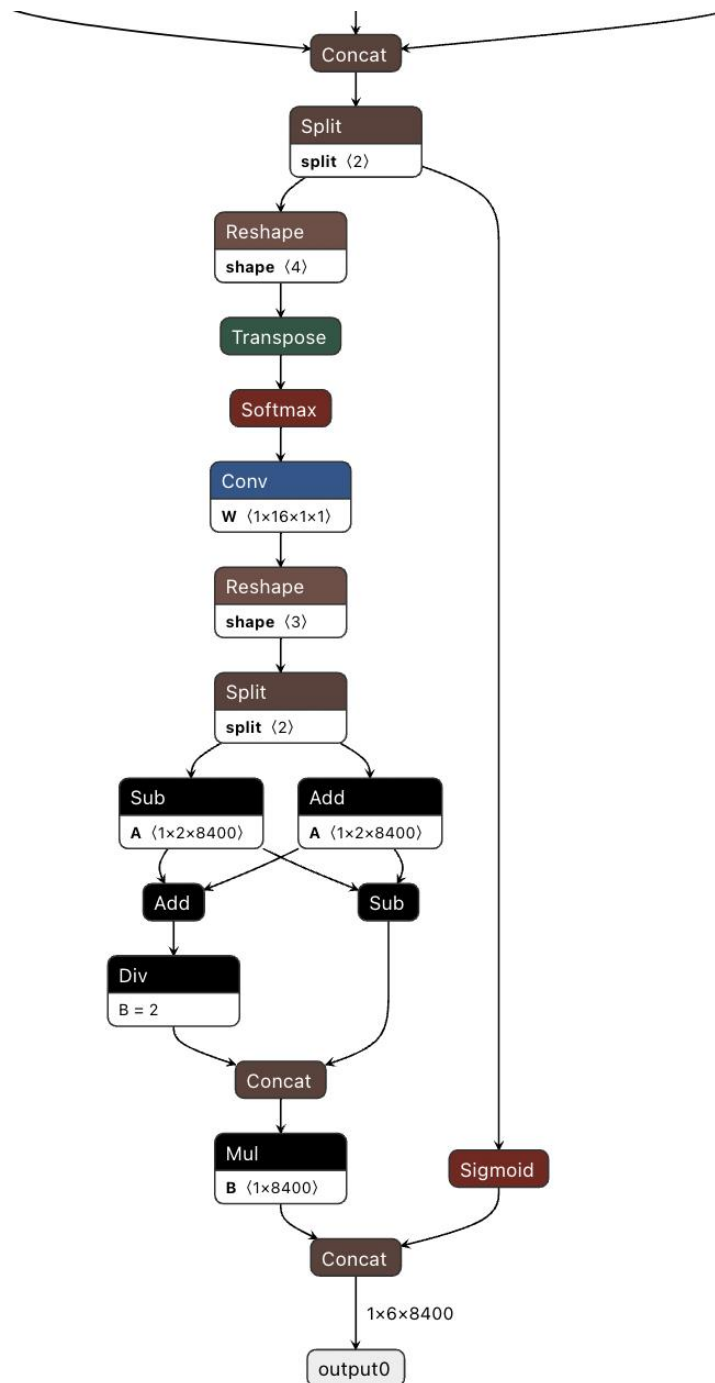 Concat
Split
split ⟨2⟩
Reshape
shape ⟨4⟩
Transpose
Softmax
Conv
W ⟨1×16×1×1⟩
Reshape
shape ⟨3⟩
Split
split ⟨2⟩
Sub
A ⟨1×2×8400⟩
Add
A ⟨1×2×8400⟩
Add
Sub
Div
B = 2
Concat
Mul
B ⟨1×8400⟩
Sigmoid
Concat
1×6×8400
output0